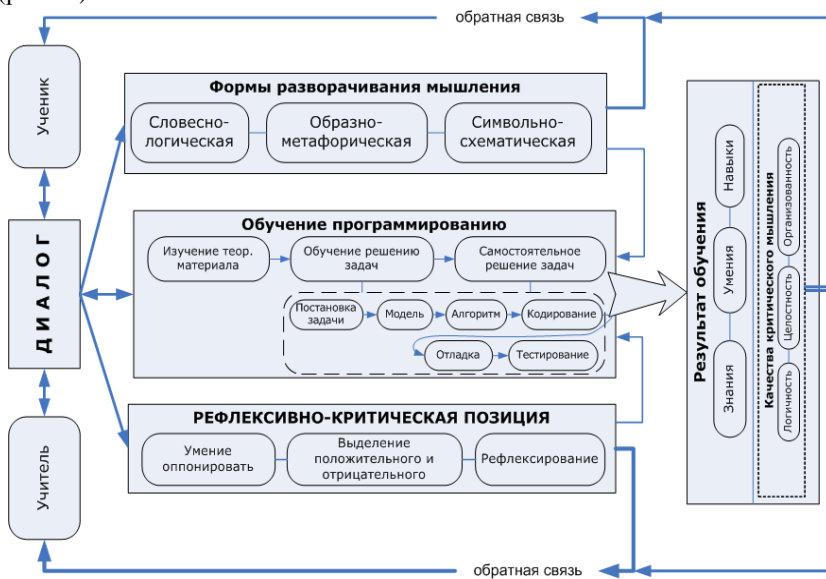 обратная связь
Ученик
ДИАЛОГ
Учитель
Формы разворачивания мышления
Словесно-
логическая
Образно-
метафорическая
Символьно-
схематическая
Обучение программированию
Изучение теор.
материала
Обучение решению
задач
Самостоятельное
решение задач
Постановка
задачи
Модель
Алгоритм
Кодирование
Отладка
Тестирование
РЕФЛЕКСИВНО-КРИТИЧЕСКАЯ ПОЗИЦИЯ
Умение
оппонировать
Выделение
положительного и
отрицательного
Рефлексирование
Результат обучения
Знания
Умения
Навыки
Качества критического мышления
Логичность
Целостность
Организованность
обратная связь